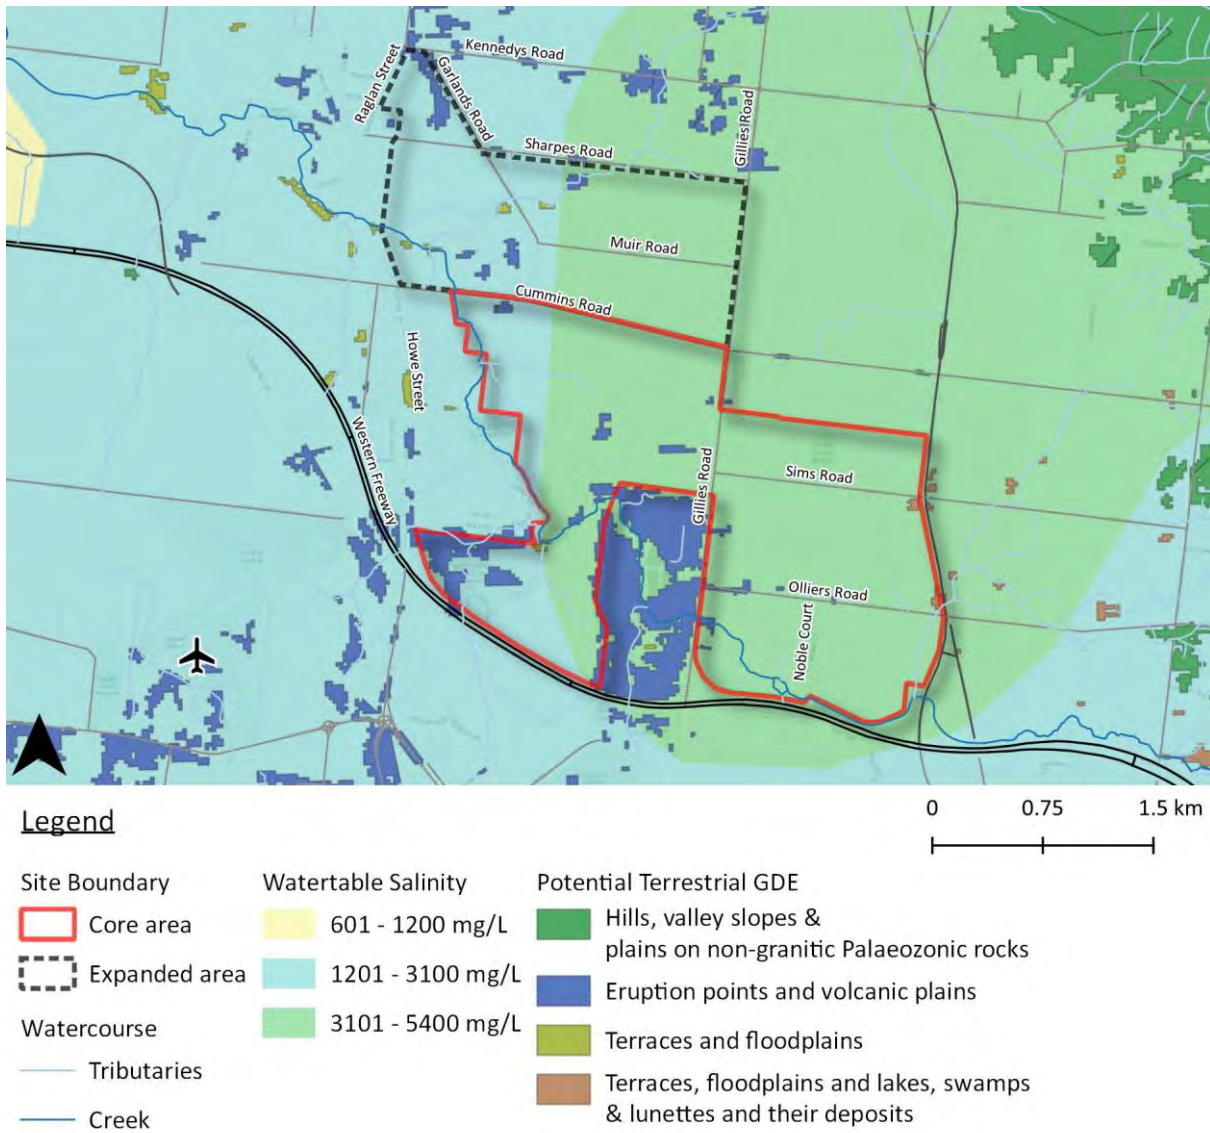 Kennedys Road
Raglan Street
Garlands Road
Gillies Road
Sharpes Road
Muir Road
Cummins Road
Howe Street
Western Freeway
Gillies Road
Sims Road
Olliers Road
Noble Court
Legend
0 0.75 1.5 km
Site Boundary
Core area
Expanded area
Watercourse
Tributaries
Creek
Watertable Salinity
601 - 1200 mg/L
1201 - 3100 mg/L
3101 - 5400 mg/L
Potential Terrestrial GDE
Hills, valley slopes &
plains on non-granitic Palaeozonic rocks
Eruption points and volcanic plains
Terraces and floodplains
Terraces, floodplains and lakes, swamps
& lunettes and their deposits